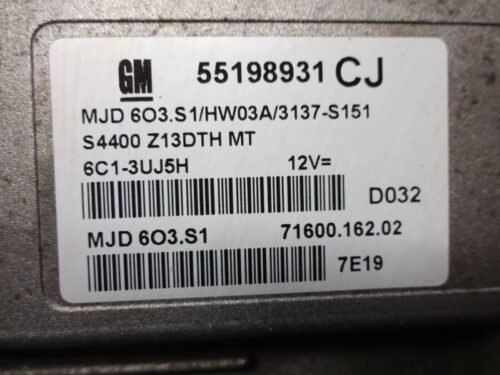 GM 55198931 CJ
MJD 6O3.S1/HW03A/3137-S151
S4400 Z13DTH MT
6C1-3UJ5H 12V=
D032
MJD 6O3.S1 71600.162.02
7E19